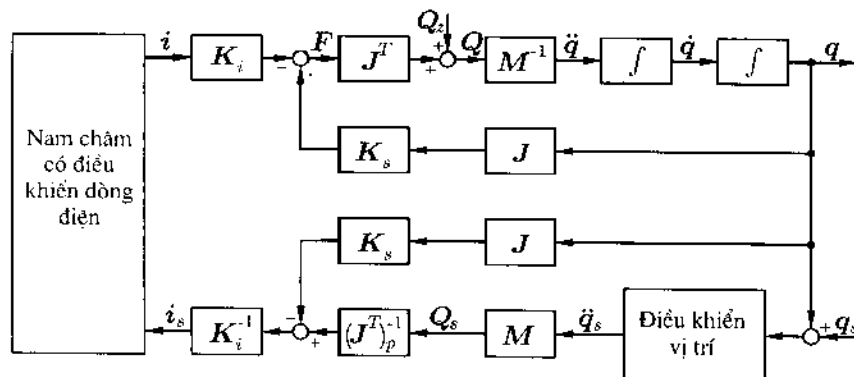 i
K_i
F
J^T
Q_z
Q
M^{-1}
q̈
∫
q̇
∫
q
Nam châm
có điều
khiển dòng
điện
K_s
J
K_s
J
i_s
K_i^{-1}
(J^T)_p^{-1}
Q_s
M
q̈_s
Điều khiển
vị trí
q_s